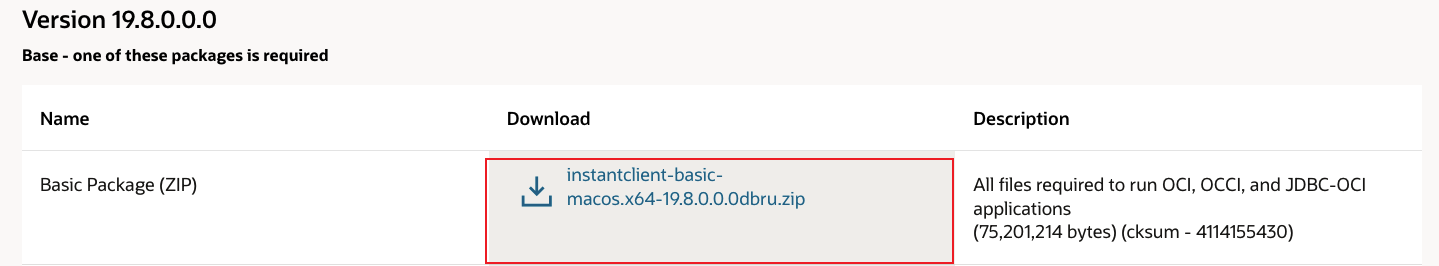 Version 19.8.0.0.0
Base - one of these packages is required
Name Download Description
Basic Package (ZIP)
instantclient-basic-
macos.x64-19.8.0.0.0dbru.zip
All files required to run OCI, OCCI, and JDBC-OCI
applications
(75,201,214 bytes) (cksum - 4114155430)